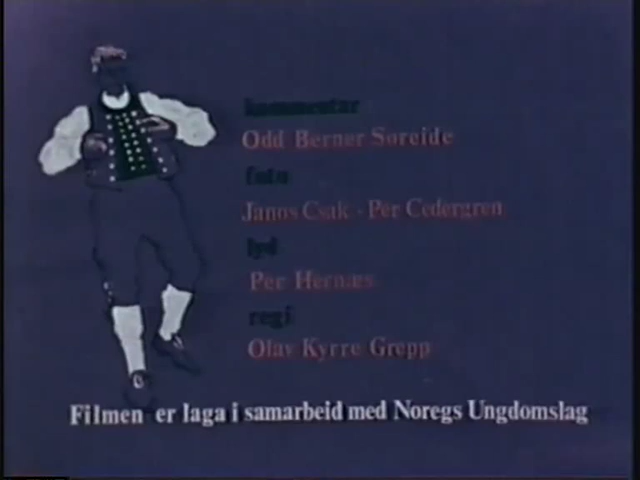 kommentar
Odd Berner Søreide
foto
Janos Csak - Per Cedergren
lyd
Per Hernæs
regi
Olav Kyrre Grepp
Filmen er laga i samarbeid med Noregs Ungdomslag